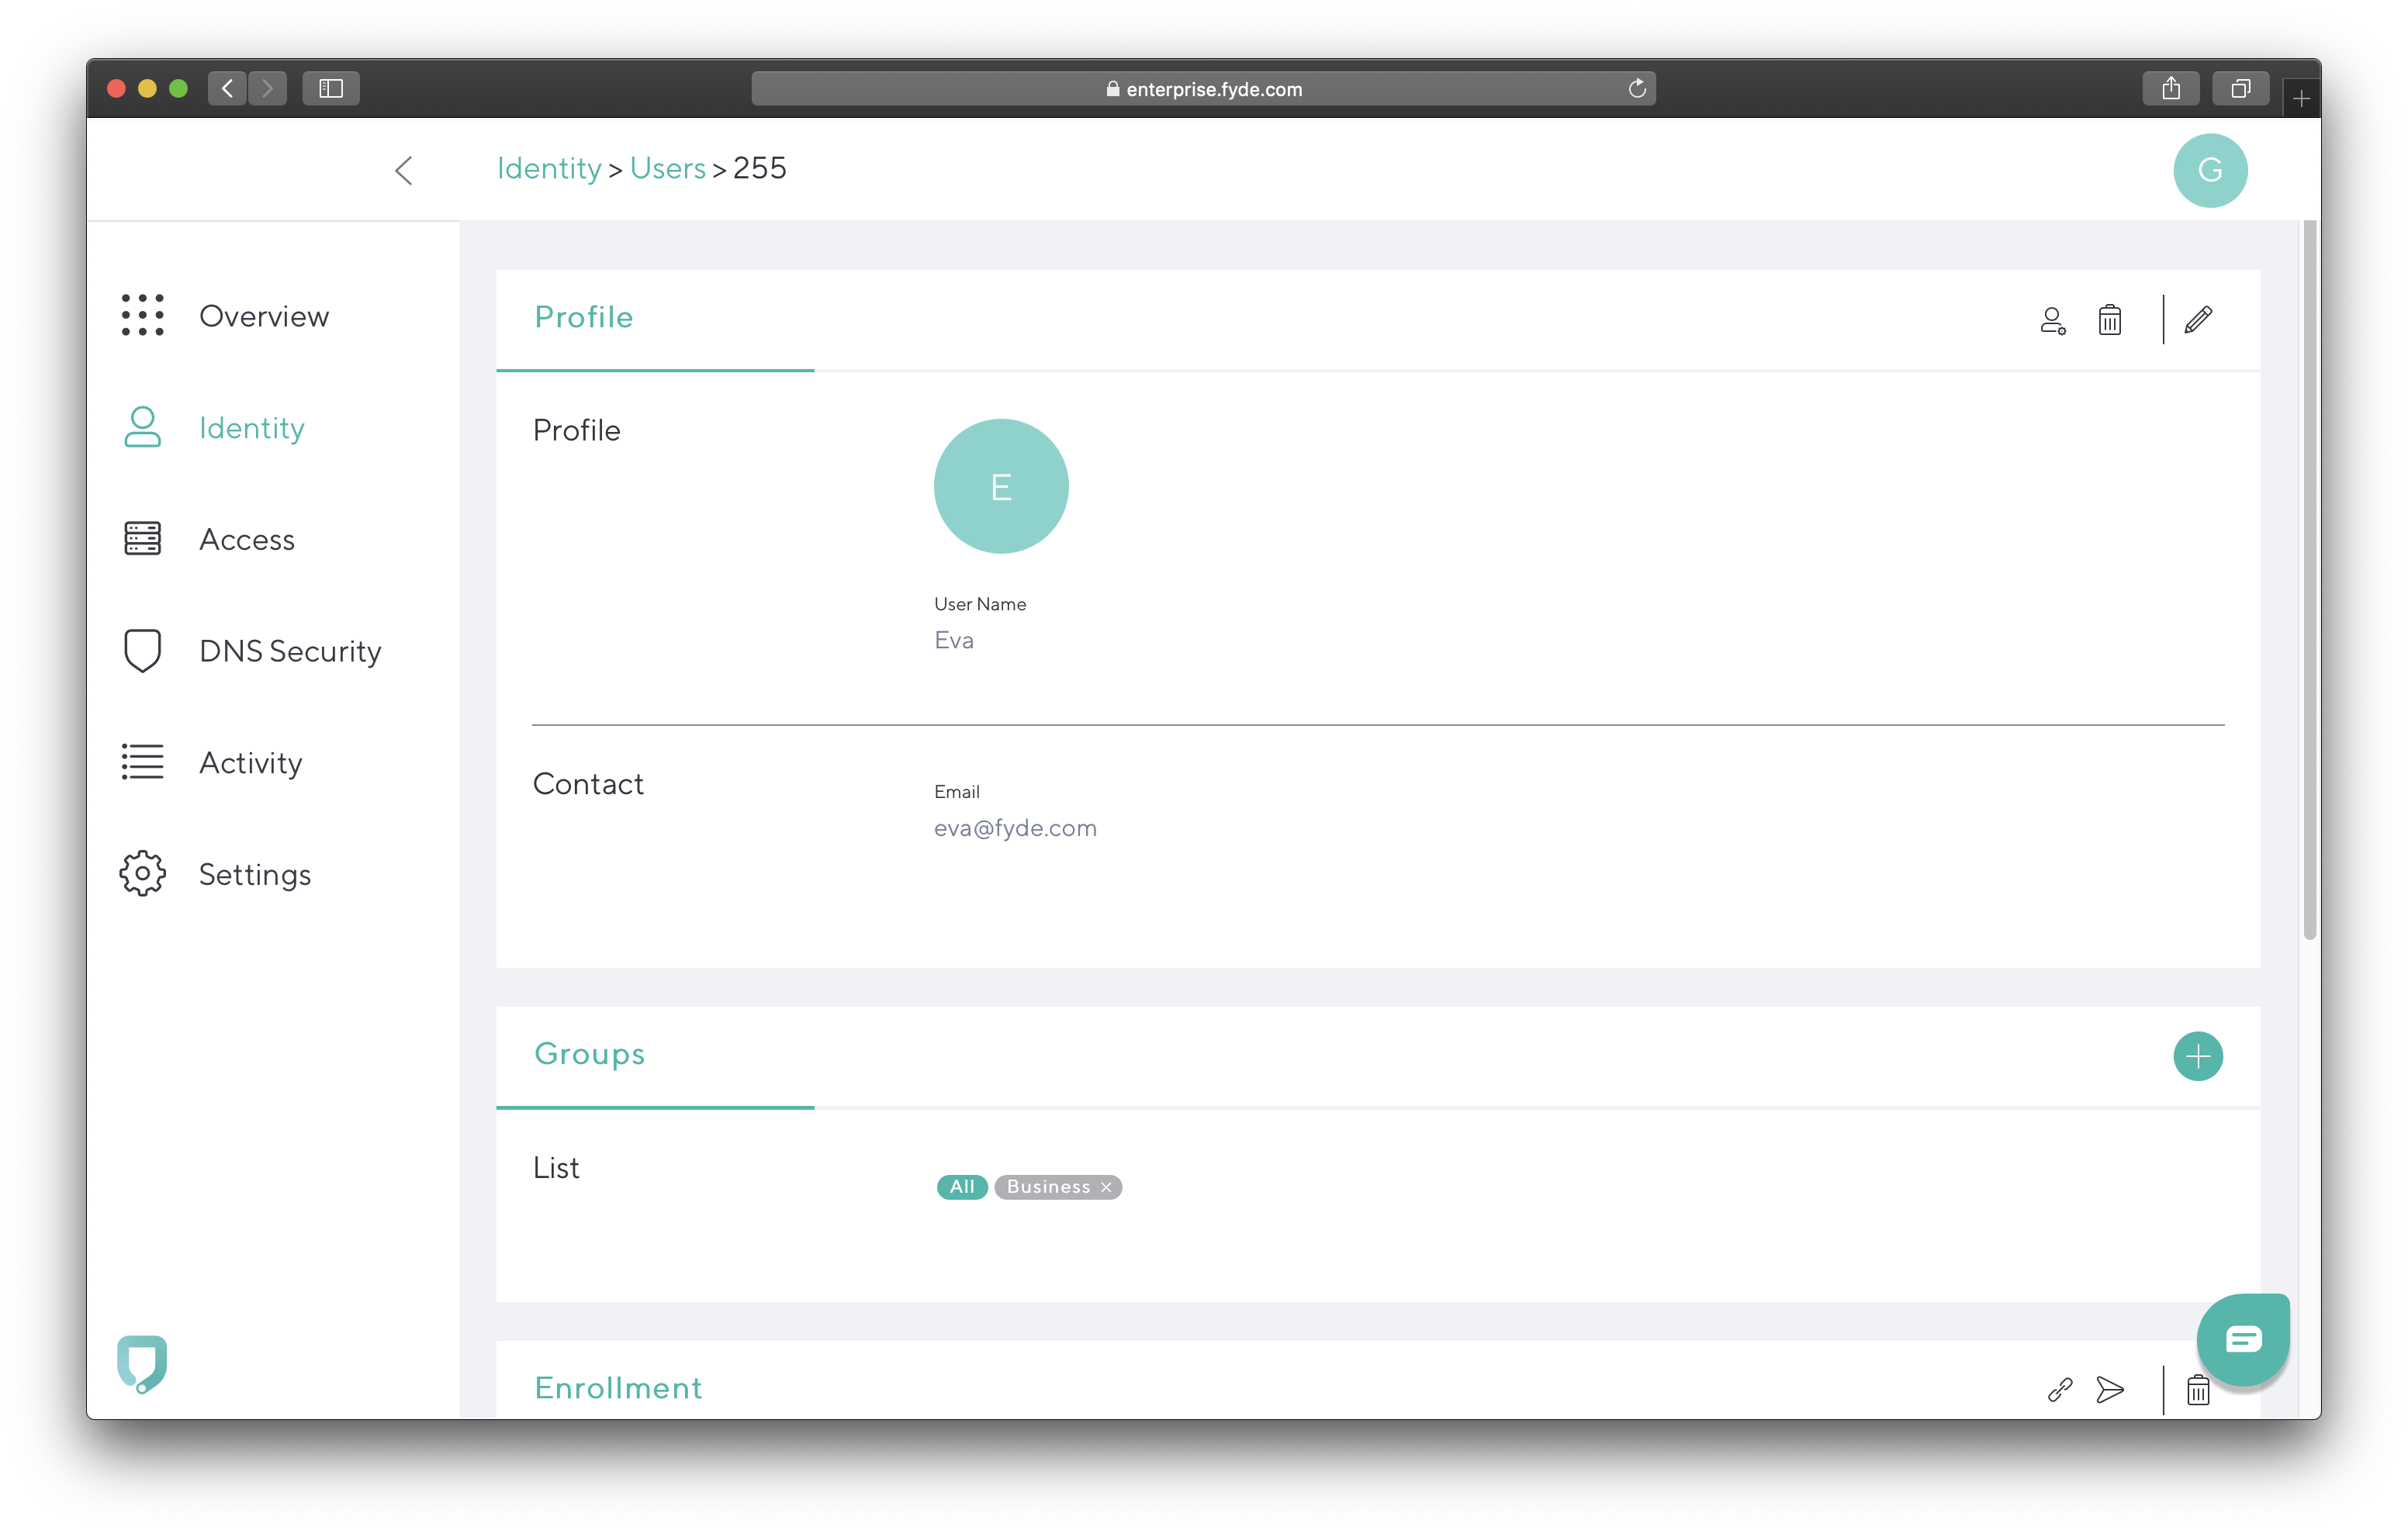 enterprise.fyde.com
Identity > Users > 255
G
Overview
Identity
Access
DNS Security
Activity
Settings
Profile
Profile
E
User Name
Eva
Contact
Email
eva@fyde.com
Groups
List
All Business ×
Enrollment